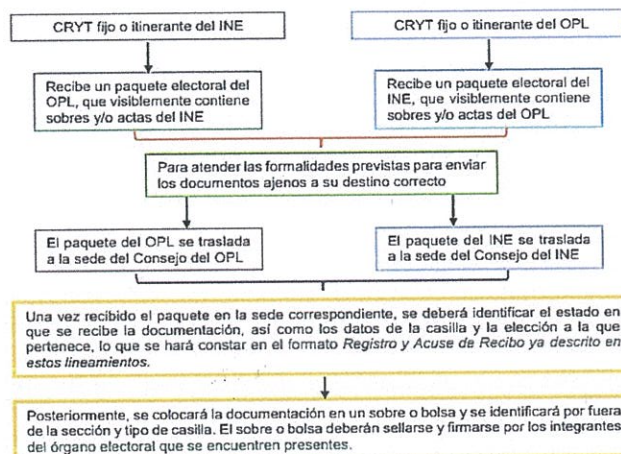 CRYT fijo o itinerante del INE
CRYT fijo o itinerante del OPL
Recibe un paquete electoral del
OPL, que visiblemente contiene
sobres y/o actas del INE
Recibe un paquete electoral del
INE, que visiblemente contiene
sobres y/o actas del OPL
Para atender las formalidades previstas para enviar
los documentos ajenos a su destino correcto
El paquete del OPL se traslada
a la sede del Consejo del OPL
El paquete del INE se traslada
a la sede del Consejo del INE
Una vez recibido el paquete en la sede correspondiente, se deberá identificar el estado en
que se recibe la documentación, así como los datos de la casilla y la elección a la que
pertenece, lo que se hará constar en el formato Registro y Acuse de Recibo ya descrito en
estos lineamientos.
Posteriormente, se colocará la documentación en un sobre o bolsa y se identificará por fuera
de la sección y tipo de casilla. El sobre o bolsa deberán sellarse y firmarse por los integrantes
del órgano electoral que se encuentren presentes.